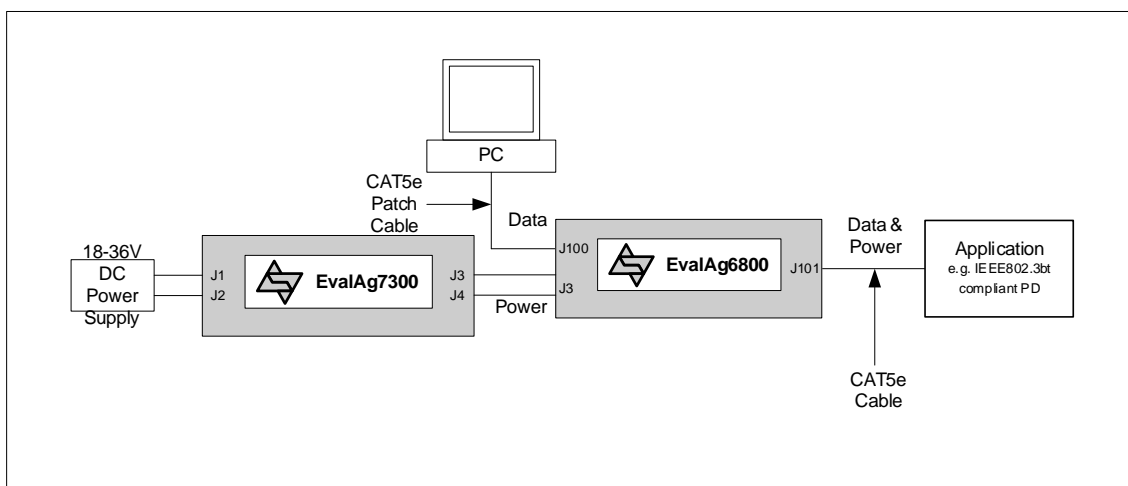 PC
CAT5e
Patch
Cable
Data
18-36V
DC
Power
Supply
J1
J2
EvalAg7300
J3
J4
Power
J100
J3
EvalAg6800
J101
Data &
Power
Application
e.g. IEEE802.3bt
compliant PD
CAT5e
Cable